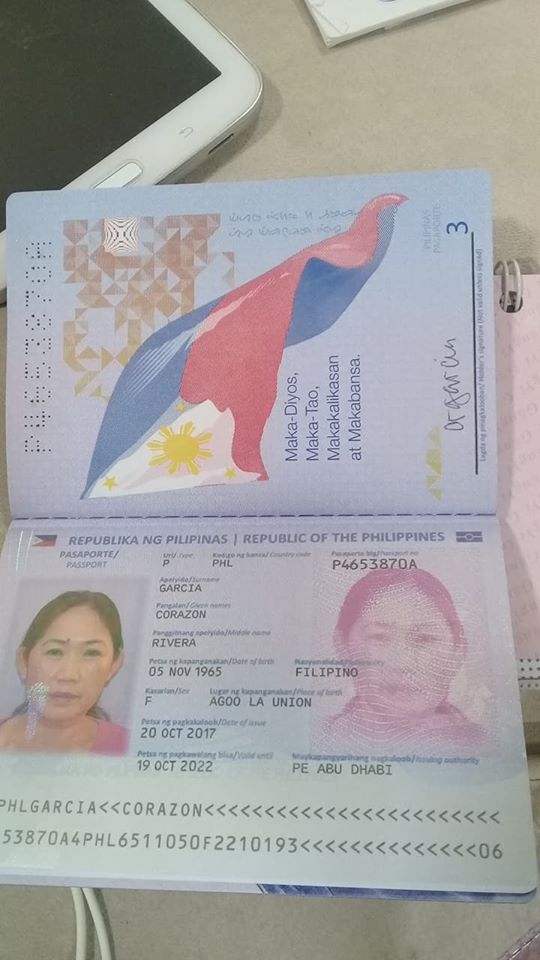 P4653870A
PILIPINAS
PASAPORTE
3
Maka-Diyos,
Maka-Tao,
Makakalikasan
at Makabansa.
Lagda ng pinagkalooban/ Holder's signature (Not valid unless signed)
REPUBLIKA NG PILIPINAS | REPUBLIC OF THE PHILIPPINES
PASAPORTE/
PASSPORT
Uri/ Type
Kodigo ng bansa/ Country code
Pasaporte blg/Passport no
P
PHL
P4653870A
Apelyido/Surname
GARCIA
Pangalan/ Given names
CORAZON
Panggitnang apelyido/Middle name
RIVERA
Petsa ng kapanganakan/Date of birth
Nasyonalidad/Nationality
05 NOV 1965
FILIPINO
Kasarian/Sex
Lugar ng kapanganakan/Place of birth
F
AGOO LA UNION
Petsa ng pagkakaloob/Date of issue
20 OCT 2017
Petsa ng pagkawalang bisa/Valid until
Maykapangyarihang nagkaloob/Issuing authority
19 OCT 2022
PE ABU DHABI
PHLGARCIA<<CORAZON<<<<<<<<<<<<<<<<<<<<<<<<<
53870A4PHL6511050F2210193<<<<<<<<<<<<<<06